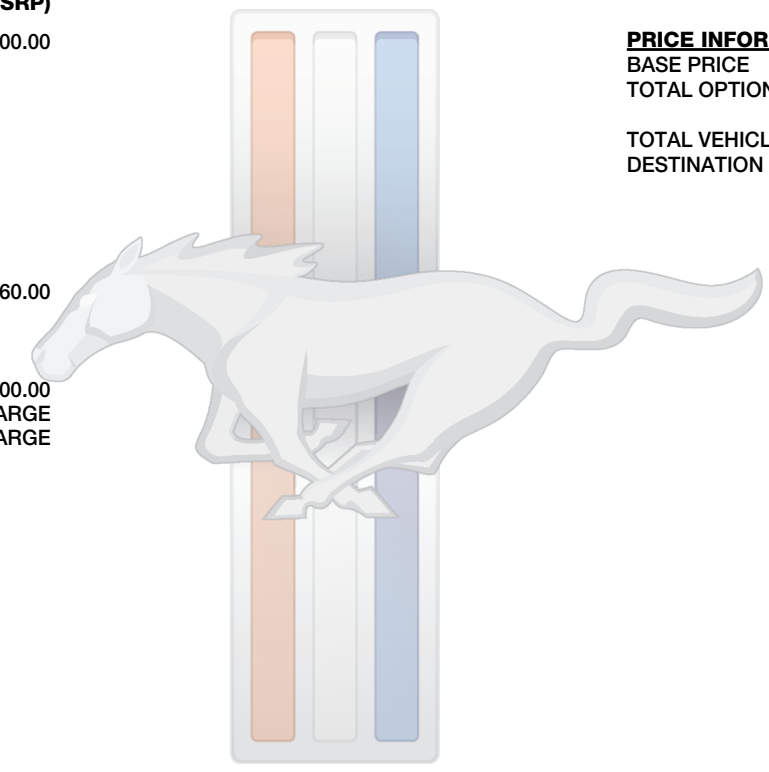 SRP)
00.00
60.00
00.00
ARGE
ARGE
PRICE INFOR
BASE PRICE
TOTAL OPTION
TOTAL VEHICL
DESTINATION